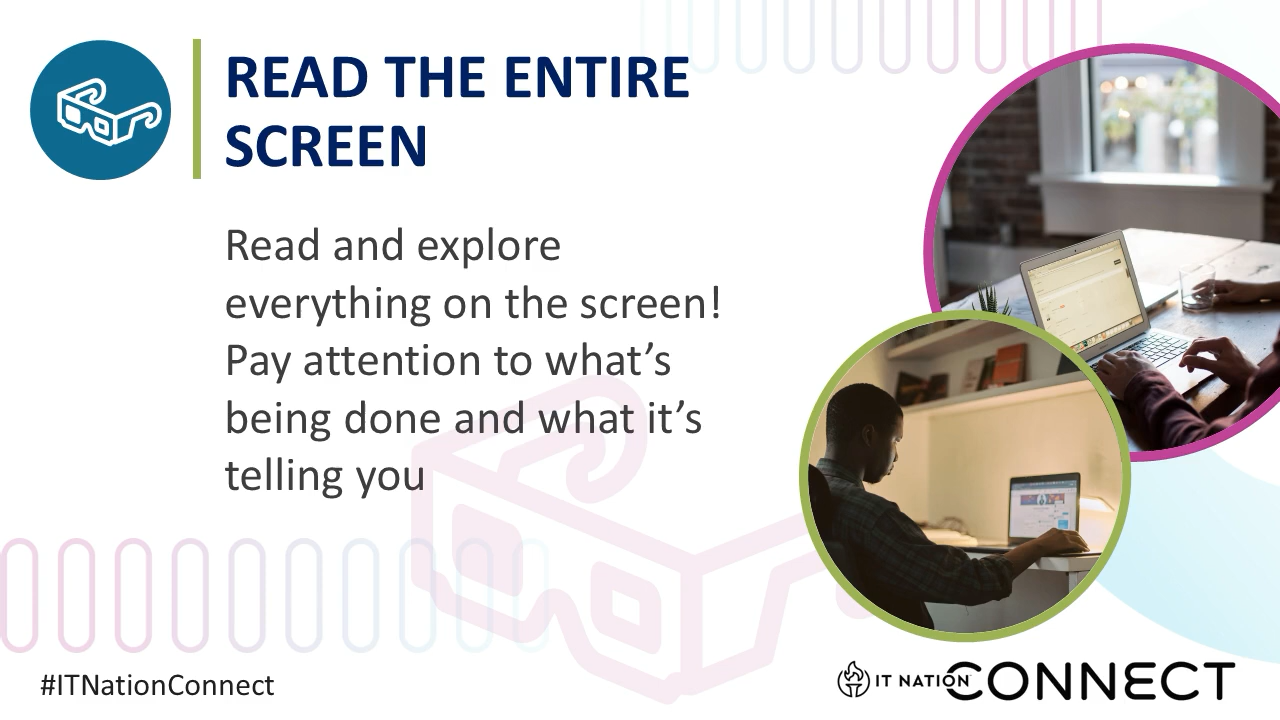 READ THE ENTIRE
SCREEN
Read and explore
everything on the screen!
Pay attention to what’s
being done and what it’s
telling you
#ITNationConnect
IT NATION CONNECT